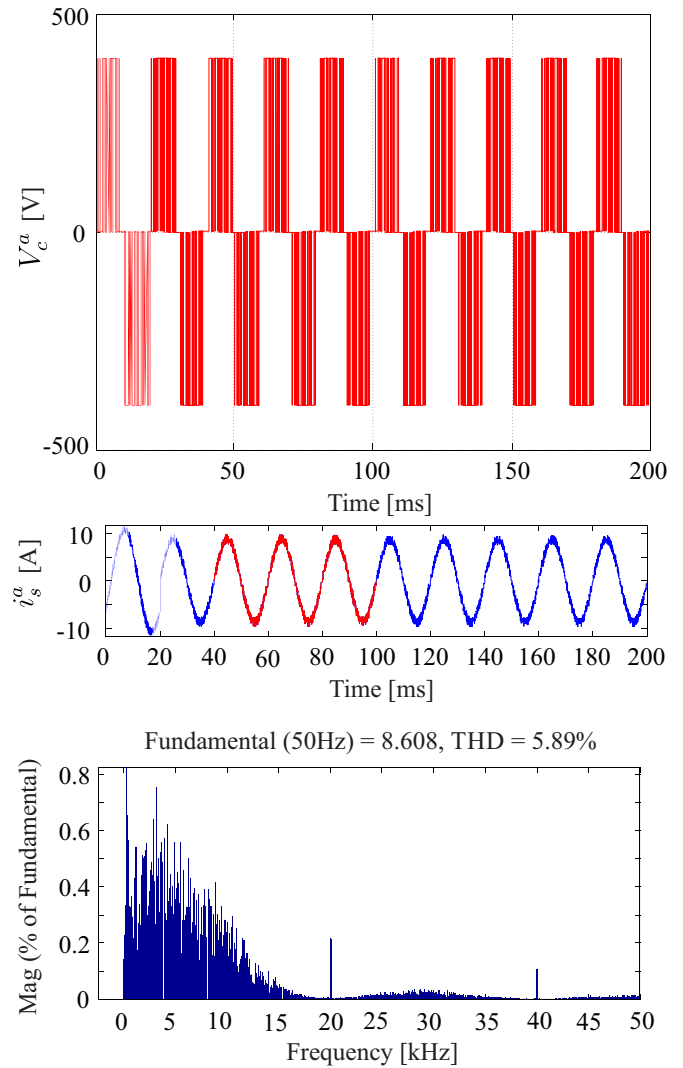 500
0
-500
V_c^a [V]
0 50 100 150 200
Time [ms]
10
0
-10
i_s^a [A]
0 20 40 60 80 100 120 140 160 180 200
Time [ms]
Fundamental (50Hz) = 8.608, THD = 5.89%
0.8
0.6
0.4
0.2
0
Mag (% of Fundamental)
0 5 10 15 20 25 30 35 40 45 50
Frequency [kHz]